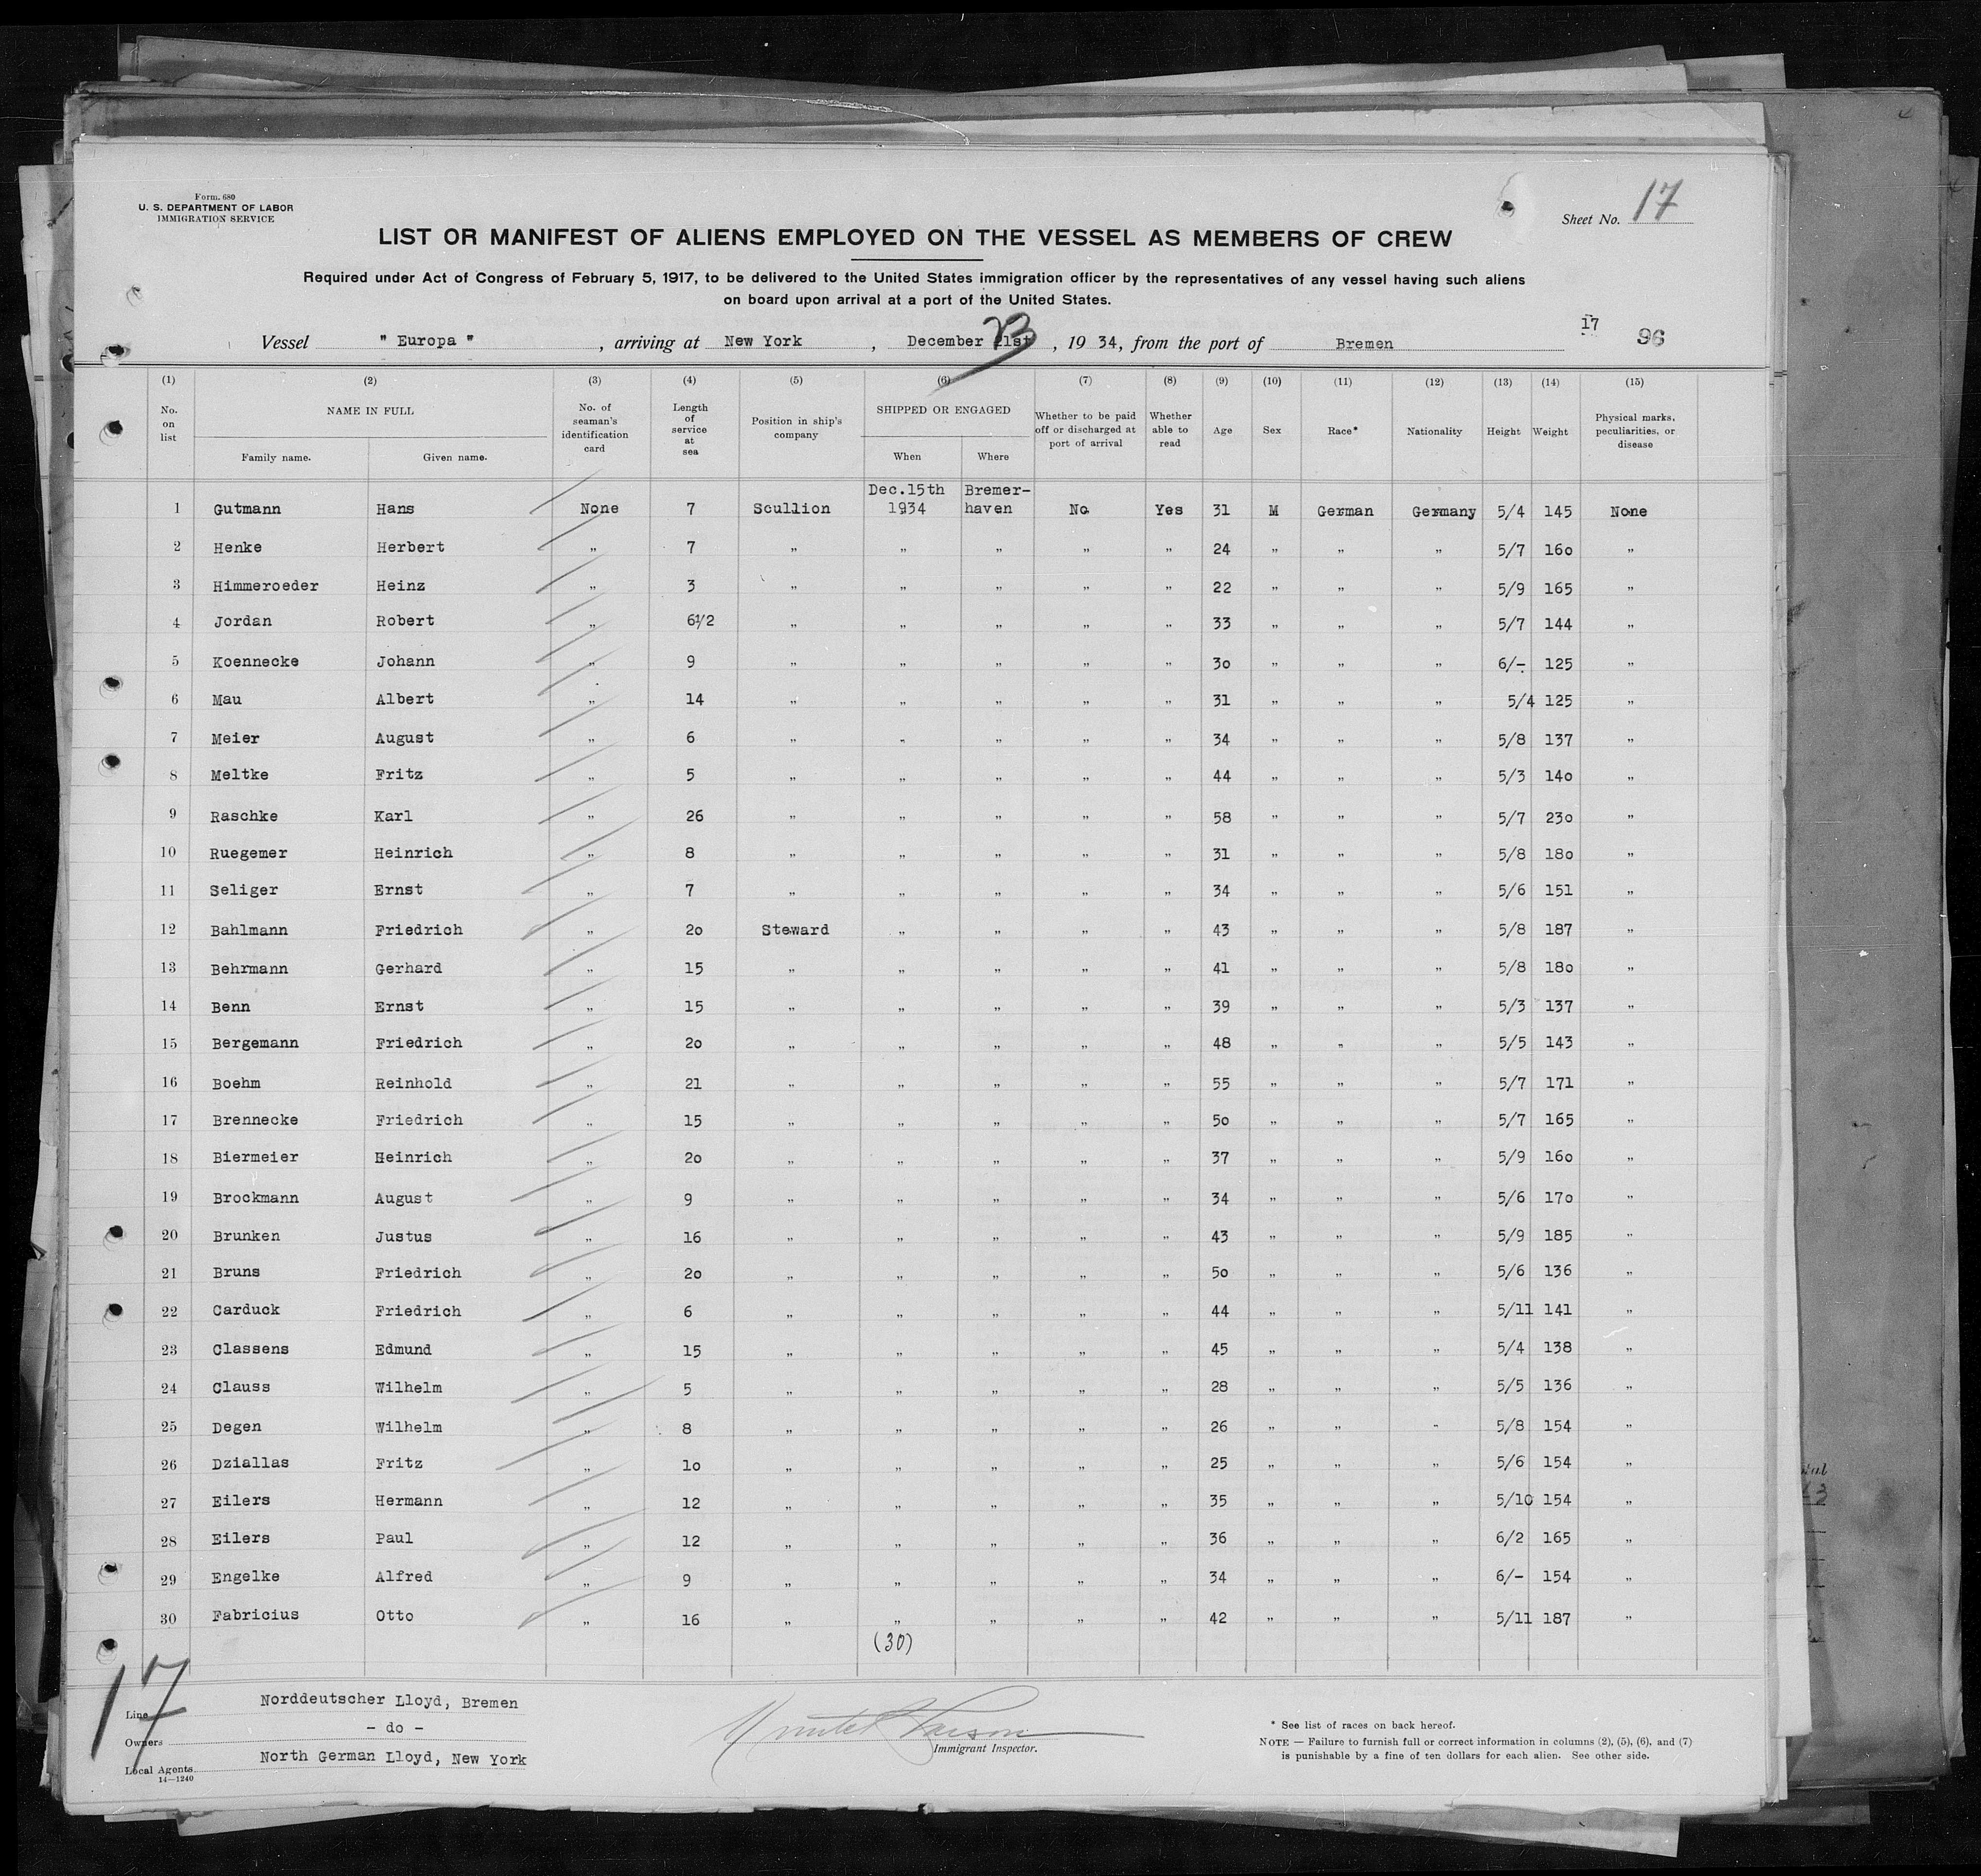 Form 680
U. S. DEPARTMENT OF LABOR
IMMIGRATION SERVICE
Sheet No. 17
LIST OR MANIFEST OF ALIENS EMPLOYED ON THE VESSEL AS MEMBERS OF CREW
Required under Act of Congress of February 5, 1917, to be delivered to the United States immigration officer by the representatives of any vessel having such aliens
on board upon arrival at a port of the United States.
17 96
Vessel " Europa " , arriving at New York , December 21st 23 , 19 34, from the port of Bremen
(1) (2) (3) (4) (5) (6) (7) (8) (9) (10) (11) (12) (13) (14) (15)
No. on list NAME IN FULL Family name. Given name. No. of seaman's identification card Length of service at sea Position in ship's company SHIPPED OR ENGAGED When Where Whether to be paid off or discharged at port of arrival Whether able to read Age Sex Race* Nationality Height Weight Physical marks, peculiarities, or disease
1 Gutmann Hans None 7 Scullion Dec.15th 1934 Bremer-haven No Yes 31 M German Germany 5/4 145 None
2 Henke Herbert " 7 " " " " " 24 " " " 5/7 160 "
3 Himmeroeder Heinz " 3 " " " " " 22 " " " 5/9 165 "
4 Jordan Robert " 6½ " " " " " 33 " " " 5/7 144 "
5 Koennecke Johann " 9 " " " " " 30 " " " 6/- 125 "
6 Mau Albert " 14 " " " " " 31 " " " 5/4 125 "
7 Meier August " 6 " " " " " 34 " " " 5/8 137 "
8 Meltke Fritz " 5 " " " " " 44 " " " 5/3 140 "
9 Raschke Karl " 26 " " " " " 58 " " " 5/7 230 "
10 Ruegemer Heinrich " 8 " " " " " 31 " " " 5/8 180 "
11 Seliger Ernst " 7 " " " " " 34 " " " 5/6 151 "
12 Bahlmann Friedrich " 20 Steward " " " " 43 " " " 5/8 187 "
13 Behrmann Gerhard " 15 " " " " " 41 " " " 5/8 180 "
14 Benn Ernst " 15 " " " " " 39 " " " 5/3 137 "
15 Bergemann Friedrich " 20 " " " " " 48 " " " 5/5 143 "
16 Boehm Reinhold " 21 " " " " " 55 " " " 5/7 171 "
17 Brennecke Friedrich " 15 " " " " " 50 " " " 5/7 165 "
18 Biermeier Heinrich " 20 " " " " " 37 " " " 5/9 160 "
19 Brockmann August " 9 " " " " " 34 " " " 5/6 170 "
20 Brunken Justus " 16 " " " " " 43 " " " 5/9 185 "
21 Bruns Friedrich " 20 " " " " " 50 " " " 5/6 136 "
22 Carduck Friedrich " 6 " " " " " 44 " " " 5/11 141 "
23 Classens Edmund " 15 " " " " " 45 " " " 5/4 138 "
24 Clauss Wilhelm " 5 " " " " " 28 " " " 5/5 136 "
25 Degen Wilhelm " 8 " " " " " 26 " " " 5/8 154 "
26 Dziallas Fritz " 10 " " " " " 25 " " " 5/6 154 "
27 Eilers Hermann " 12 " " " " " 35 " " " 5/10 154 "
28 Eilers Paul " 12 " " " " " 36 " " " 6/2 165 "
29 Engelke Alfred " 9 " " " " " 34 " " " 6/- 154 "
30 Fabricius Otto " 16 " " " " " 42 " " " 5/11 187 "
(30)
17
Line Norddeutscher Lloyd, Bremen
Owners - do -
Local Agents North German Lloyd, New York
14—1240
Immigrant Inspector.
* See list of races on back hereof.
NOTE — Failure to furnish full or correct information in columns (2), (5), (6), and (7)
is punishable by a fine of ten dollars for each alien. See other side.